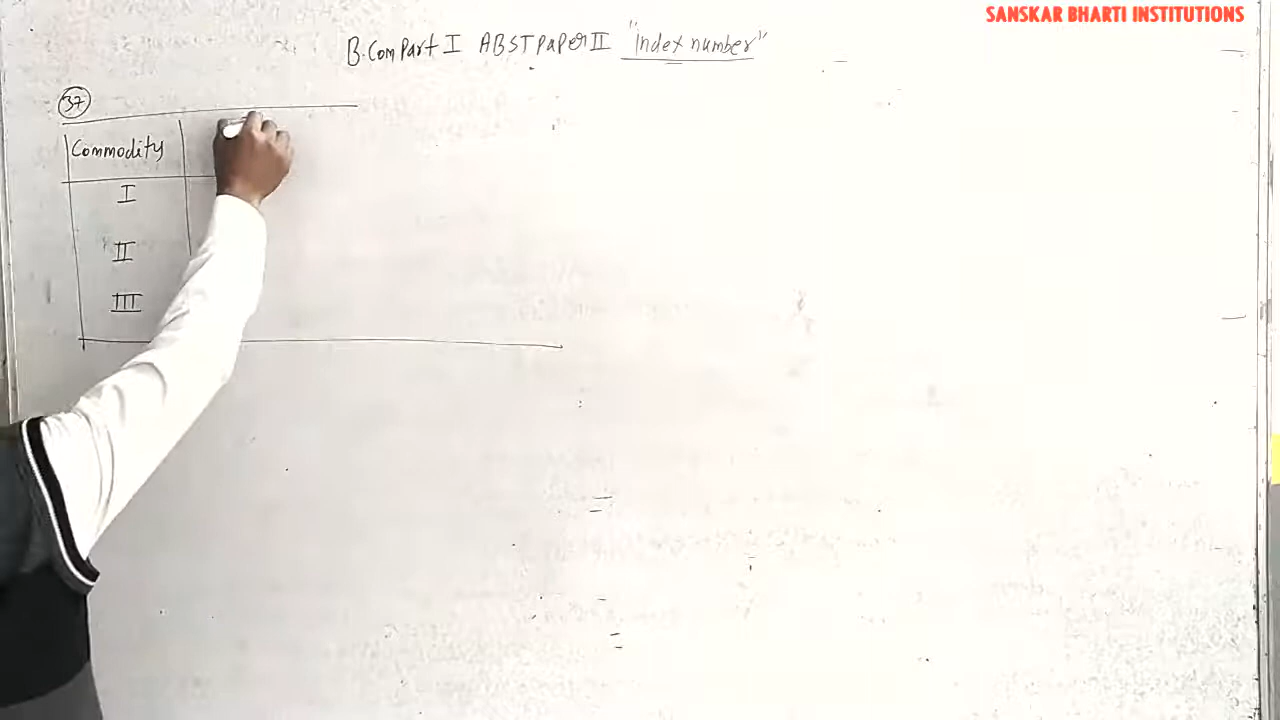 SANSKAR BHARTI INSTITUTIONS
B.Com Part I ABST Paper II "Index number"
37
Commodity
I
II
III